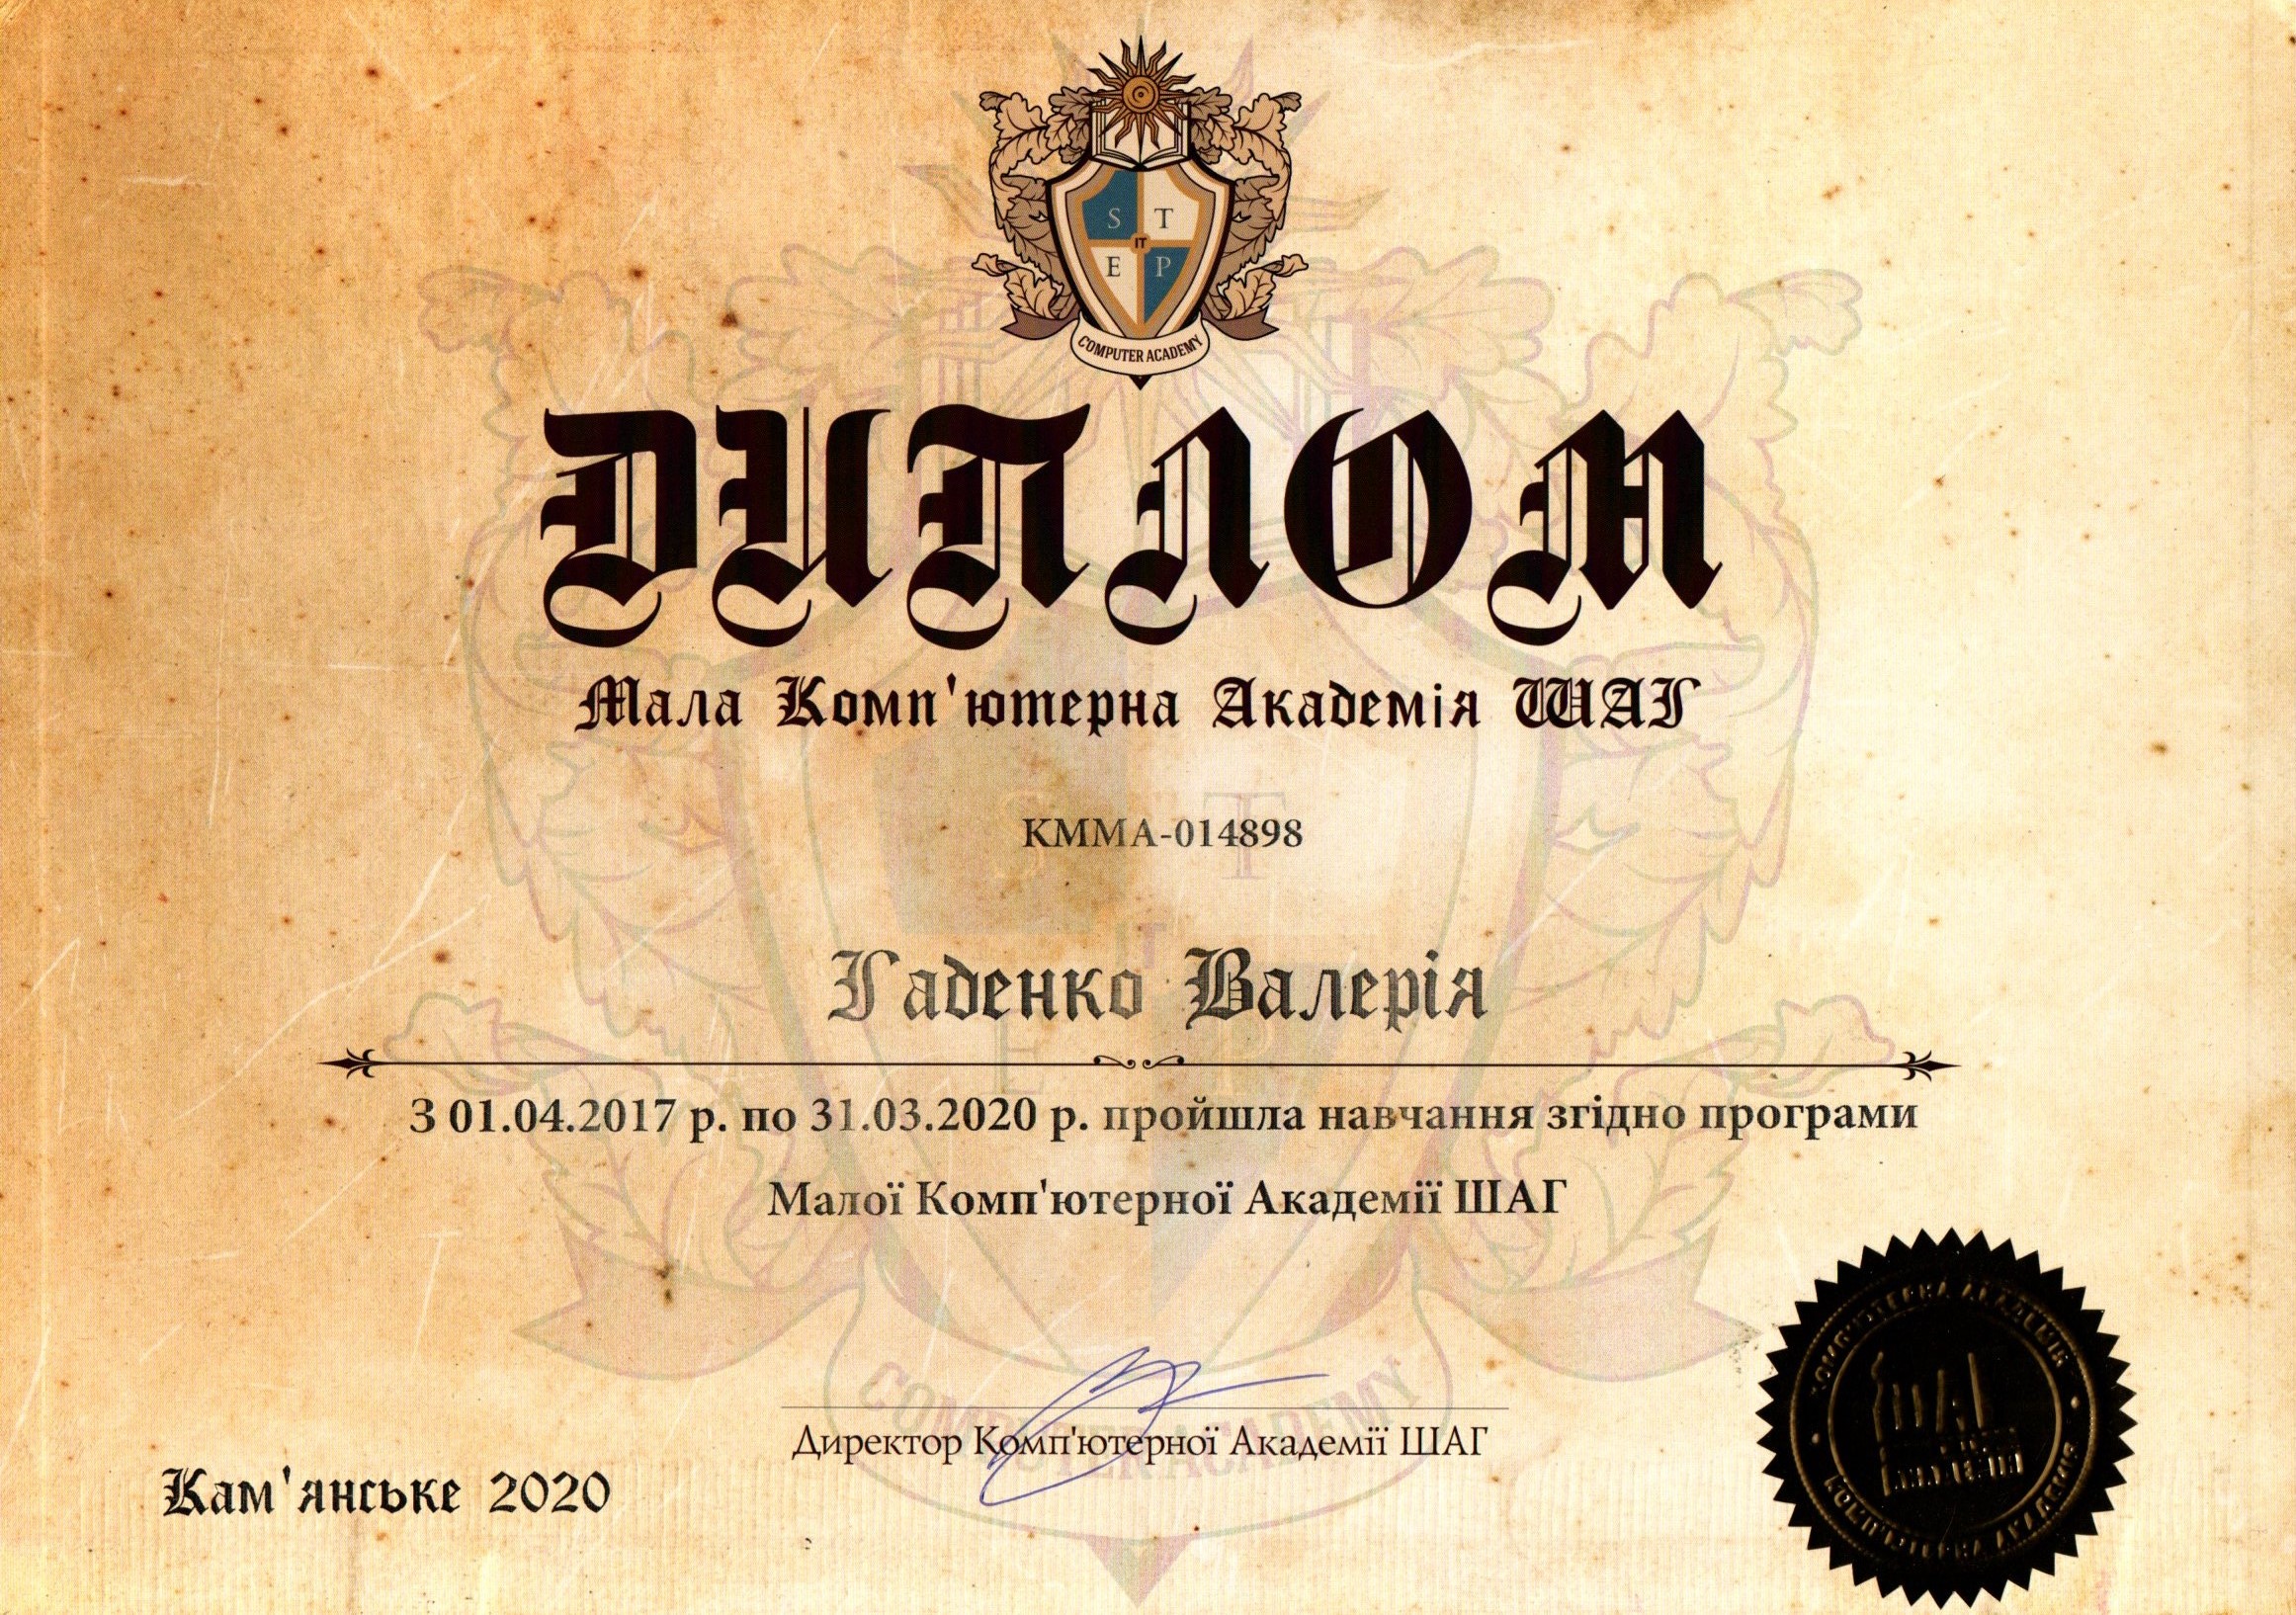 S T
IT
E P
COMPUTER ACADEMY
ДИПЛОМ
Мала Комп'ютерна Академія ШАГ
КММА-014898
Гаденко Валерія
З 01.04.2017 р. по 31.03.2020 р. пройшла навчання згідно програми
Малої Комп'ютерної Академії ШАГ
Директор Комп'ютерної Академії ШАГ
Кам'янське 2020
КОМП'ЮТЕРНА АКАДЕМІЯ
ШАГ
КОМП'ЮТЕРНА АКАДЕМІЯ
COMPUTER ACADEMY